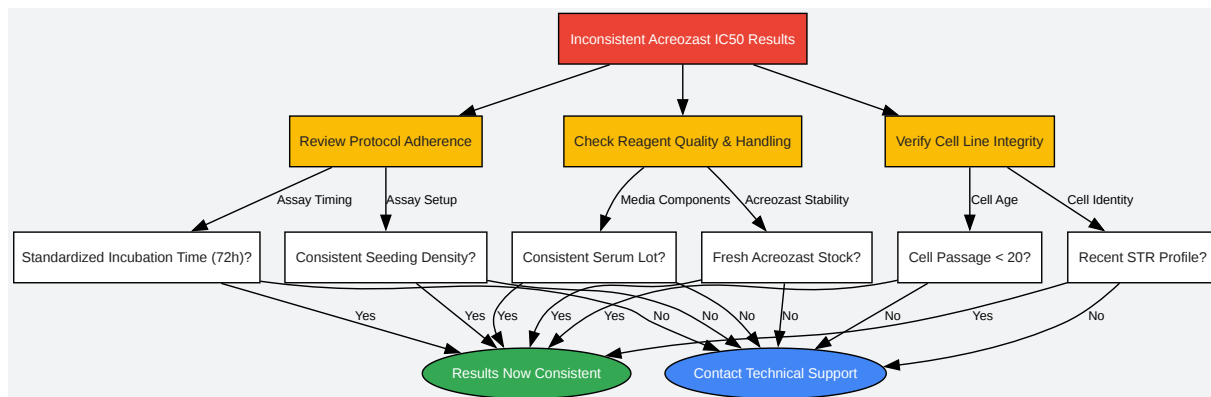 Inconsistent Acreozast IC50 Results
Review Protocol Adherence
Check Reagent Quality & Handling
Verify Cell Line Integrity
Assay Timing
Assay Setup
Media Components
Acreozast Stability
Cell Age
Cell Identity
Standardized Incubation Time (72h)?
Consistent Seeding Density?
Consistent Serum Lot?
Fresh Acreozast Stock?
Cell Passage < 20?
Recent STR Profile?
Yes
Yes
Yes
Yes
Yes
No
No
No
No
No
Yes
No
Results Now Consistent
Contact Technical Support